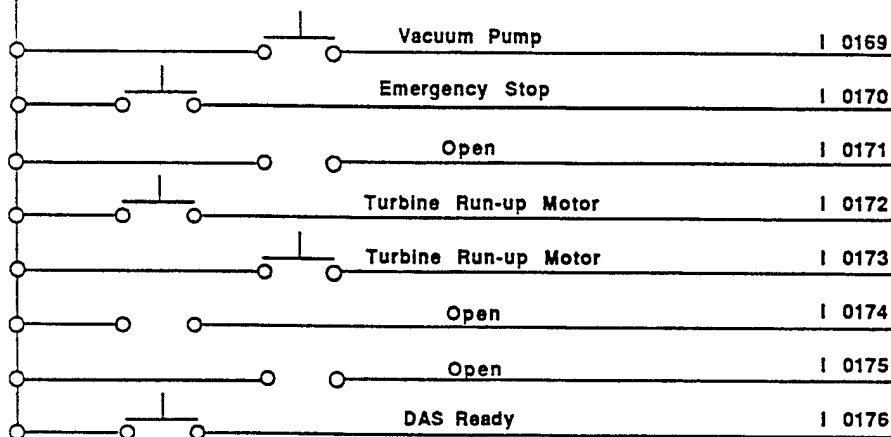 Vacuum Pump I 0169
Emergency Stop I 0170
Open I 0171
Turbine Run-up Motor I 0172
Turbine Run-up Motor I 0173
Open I 0174
Open I 0175
DAS Ready I 0176